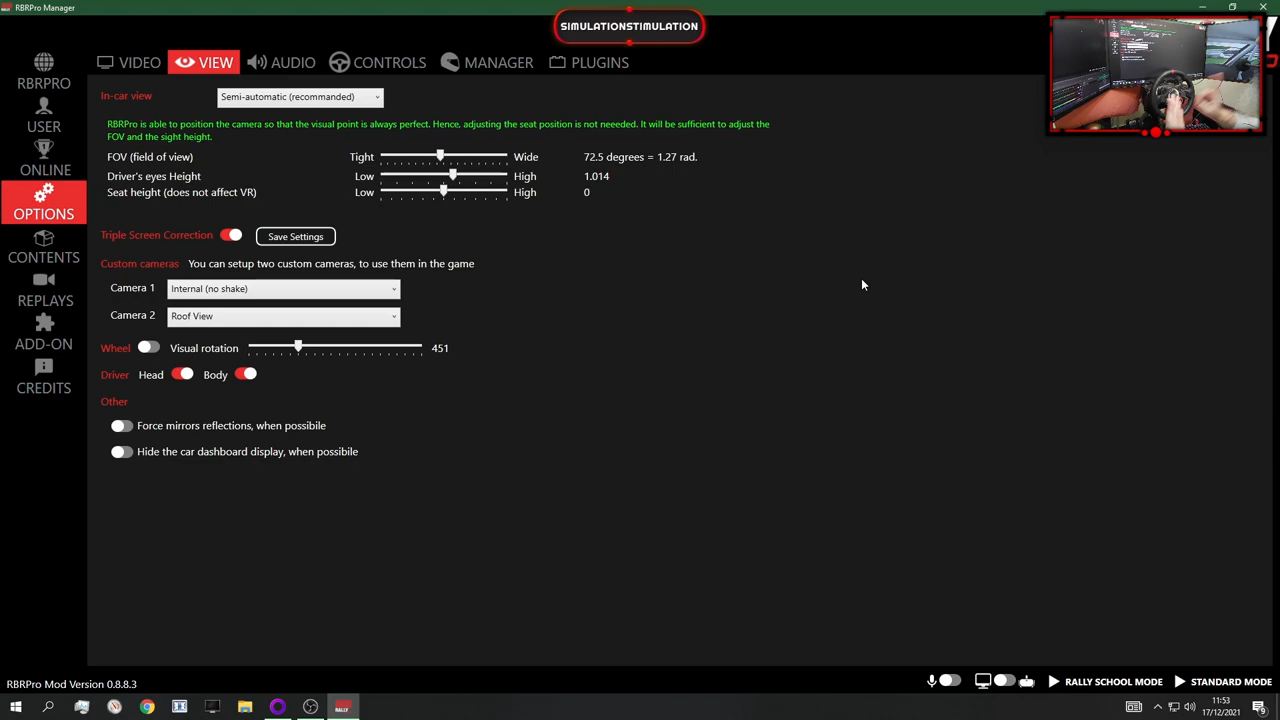 RBRPro Manager
SIMULATIONSTIMULATION
VIDEO VIEW AUDIO CONTROLS MANAGER PLUGINS
RBRPRO
USER
ONLINE
OPTIONS
CONTENTS
REPLAYS
ADD-ON
CREDITS
In-car view Semi-automatic (recommanded)
RBRPro is able to position the camera so that the visual point is always perfect. Hence, adjusting the seat position is not neeeded. It will be sufficient to adjust the
FOV and the sight height.
FOV (field of view) Tight Wide 72.5 degrees = 1.27 rad.
Driver's eyes Height Low High 1.014
Seat height (does not affect VR) Low High 0
Triple Screen Correction Save Settings
Custom cameras You can setup two custom cameras, to use them in the game
Camera 1 Internal (no shake)
Camera 2 Roof View
Wheel Visual rotation 451
Driver Head Body
Other
Force mirrors reflections, when possibile
Hide the car dashboard display, when possibile
RBRPro Mod Version 0.8.8.3
RALLY SCHOOL MODE STANDARD MODE
11:53
17/12/2021